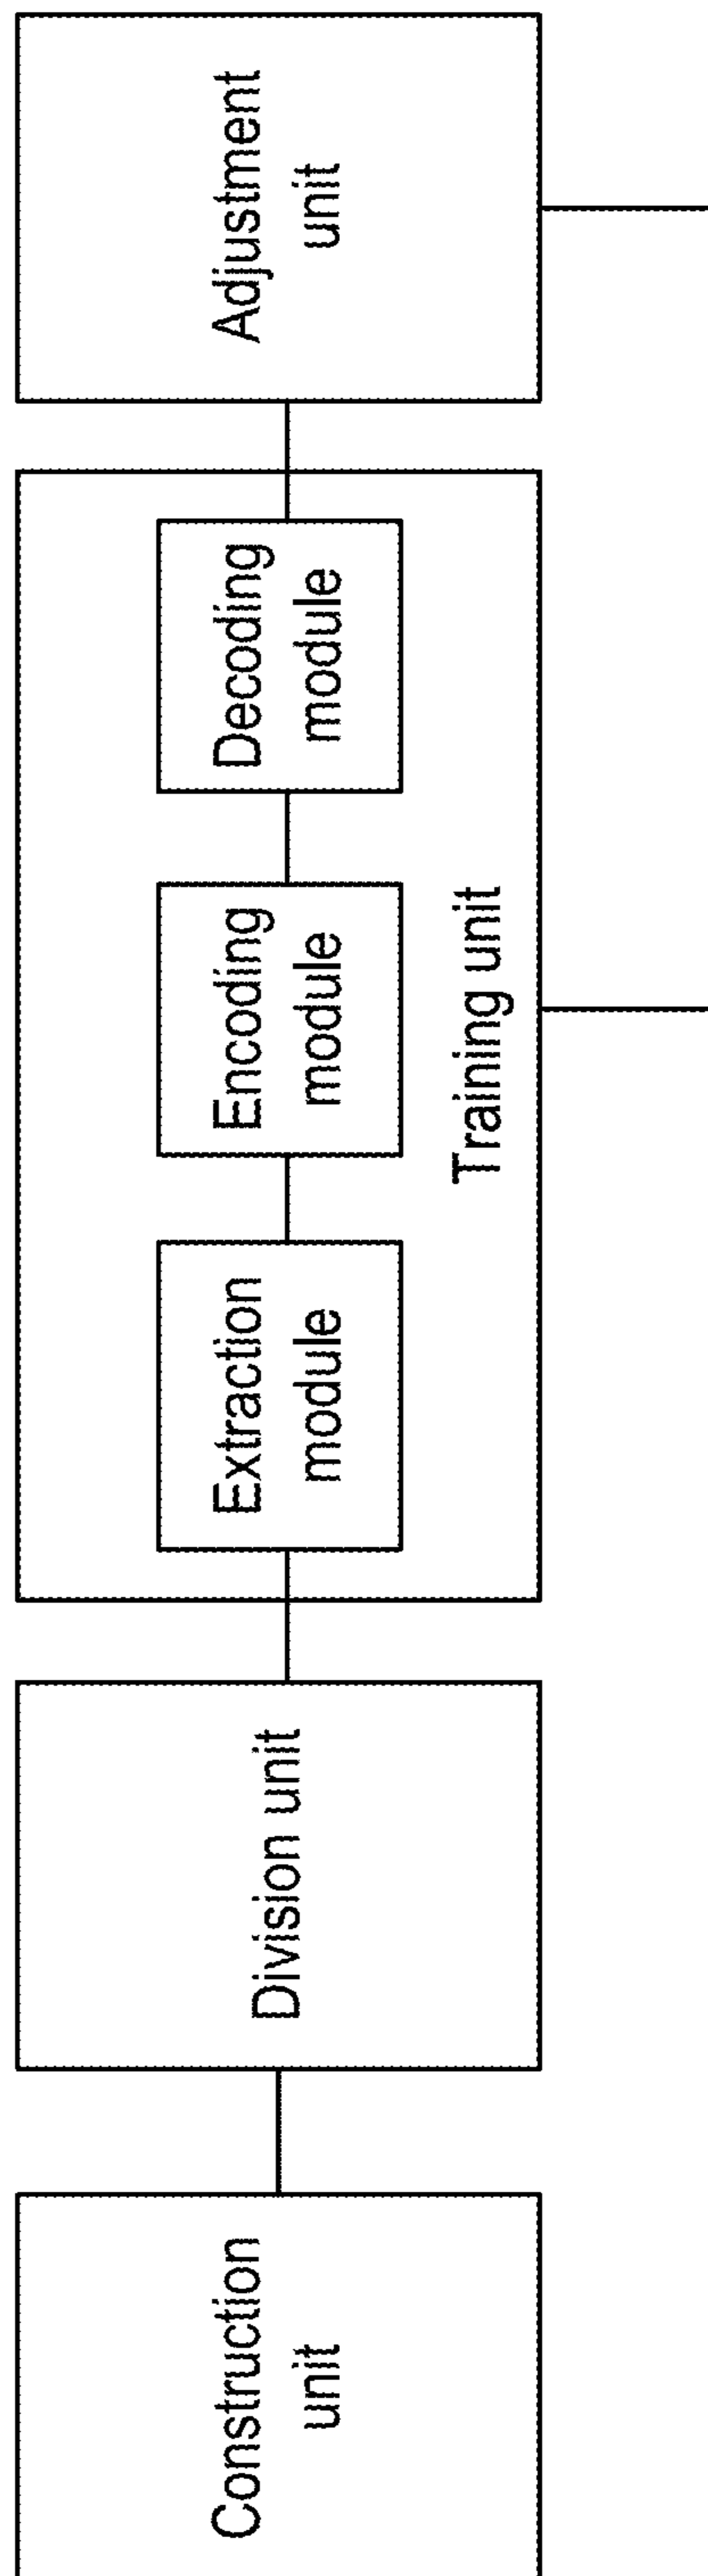 Construction
unit
Division unit
Extraction
module
Encoding
module
Decoding
module
Training unit
Adjustment
unit